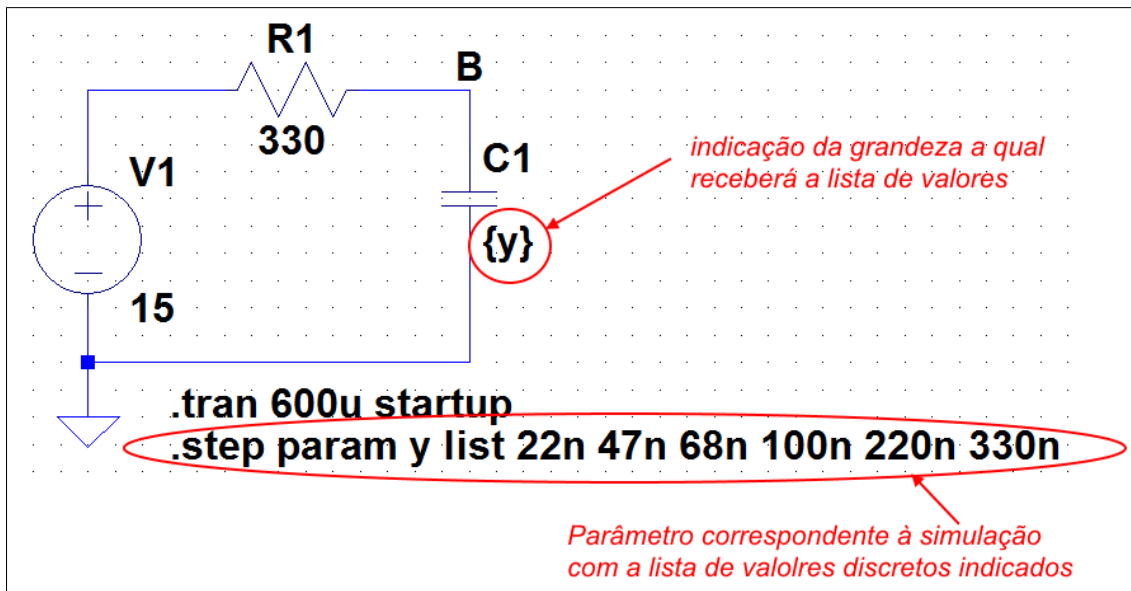 R1
B
330
C1
V1
indicação da grandeza a qual
receberá a lista de valores
{y}
15
.tran 600u startup
.step param y list 22n 47n 68n 100n 220n 330n
Parâmetro correspondente à simulação
com a lista de valolres discretos indicados